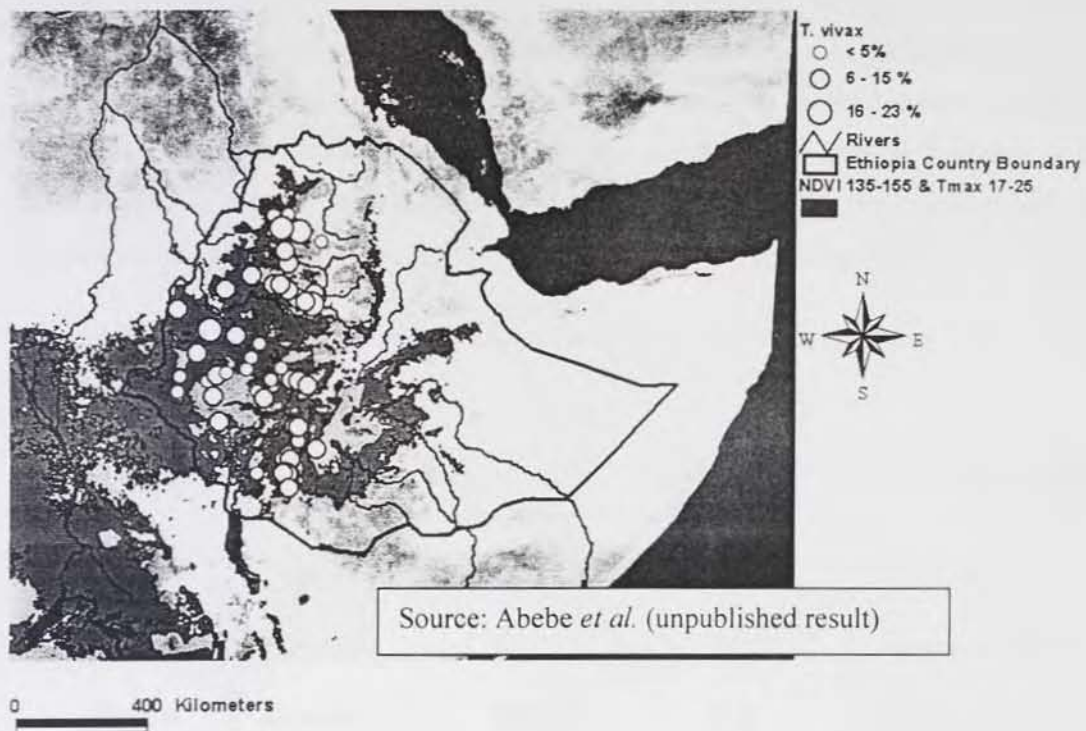 T. vivax
< 5%
6 - 15 %
16 - 23 %
Rivers
Ethiopia Country Boundary
NDVI 135-155 & Tmax 17-25
N
W E
S
Source: Abebe et al. (unpublished result)
0 400 Kilometers